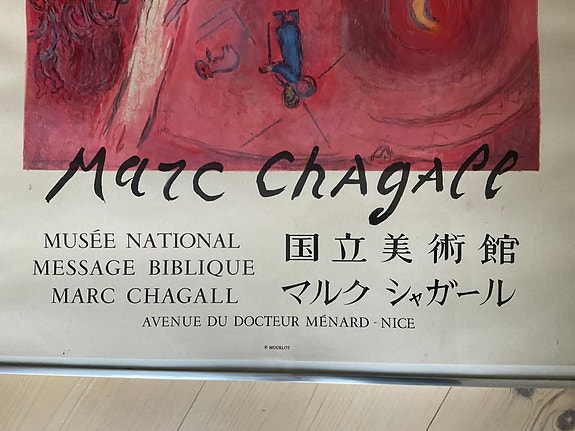 Marc Chagall
MUSÉE NATIONAL
MESSAGE BIBLIQUE
MARC CHAGALL
国立美術館
マルク シャガール
AVENUE DU DOCTEUR MÉNARD - NICE
© MOURLOT